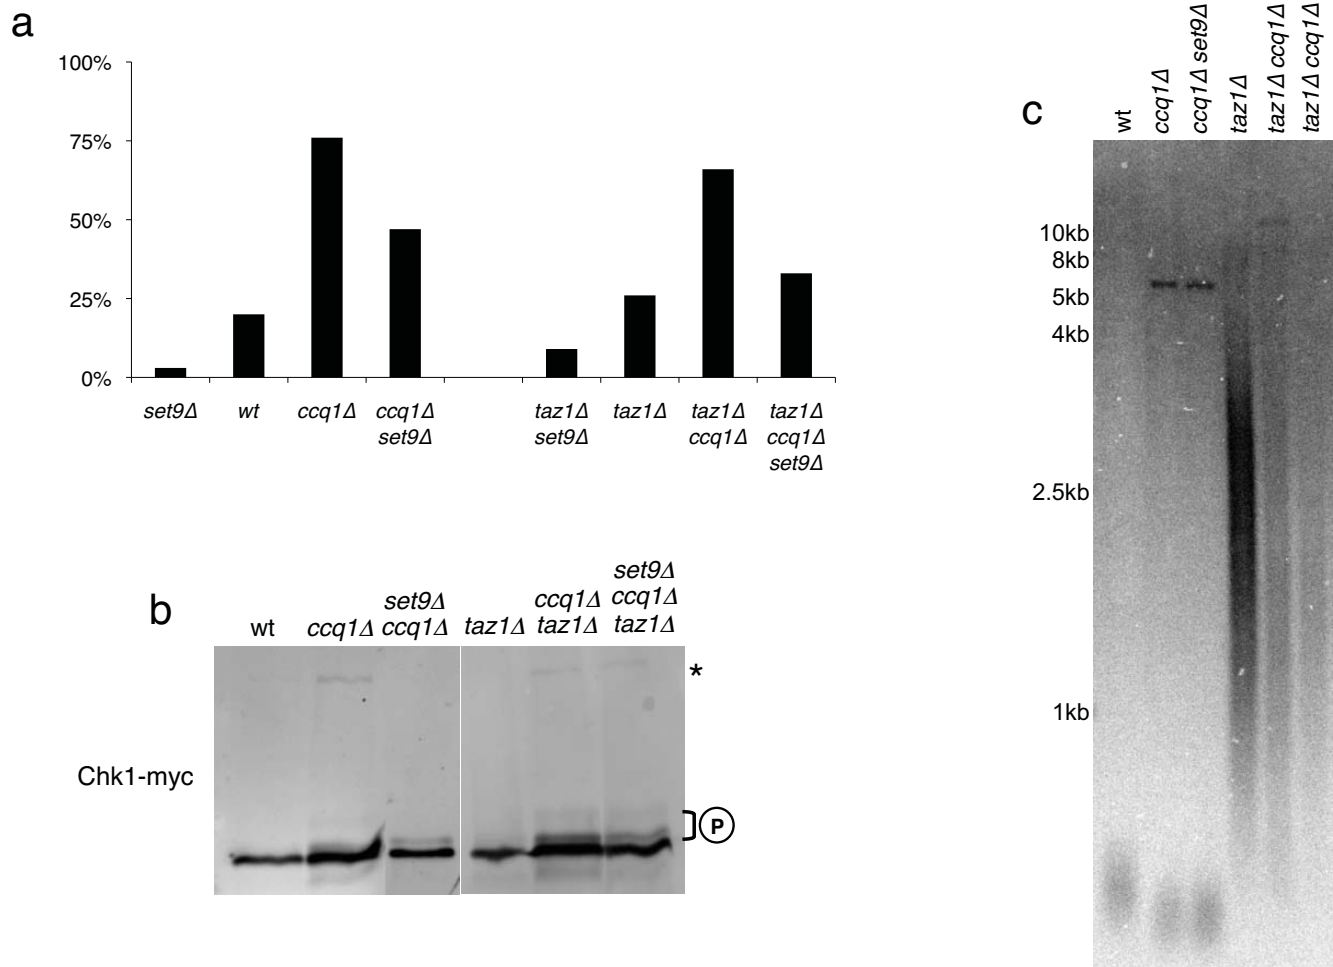 a
100%
75%
50%
25%
0%
set9Δ
wt
ccq1Δ
ccq1Δ
set9Δ
taz1Δ
set9Δ
taz1Δ
taz1Δ
ccq1Δ
taz1Δ
ccq1Δ
set9Δ
b
wt
ccq1Δ
set9Δ
ccq1Δ
taz1Δ
ccq1Δ
taz1Δ
set9Δ
ccq1Δ
taz1Δ
*
Chk1-myc
P
c
wt
ccq1Δ
ccq1Δ set9Δ
taz1Δ
taz1Δ ccq1Δ
taz1Δ ccq1Δ
10kb
8kb
5kb
4kb
2.5kb
1kb